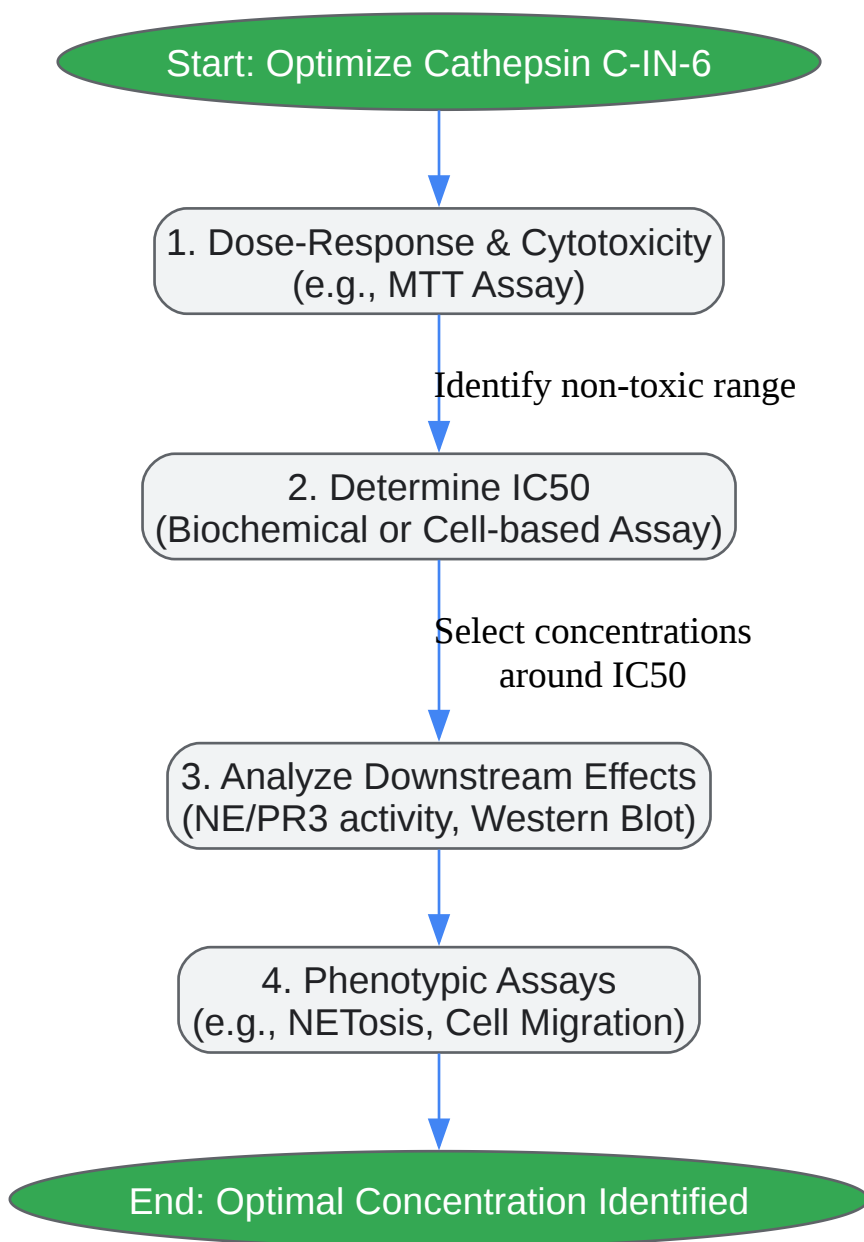 Start: Optimize Cathepsin C-IN-6
1. Dose-Response & Cytotoxicity
(e.g., MTT Assay)
Identify non-toxic range
2. Determine IC50
(Biochemical or Cell-based Assay)
Select concentrations
around IC50
3. Analyze Downstream Effects
(NE/PR3 activity, Western Blot)
4. Phenotypic Assays
(e.g., NETosis, Cell Migration)
End: Optimal Concentration Identified